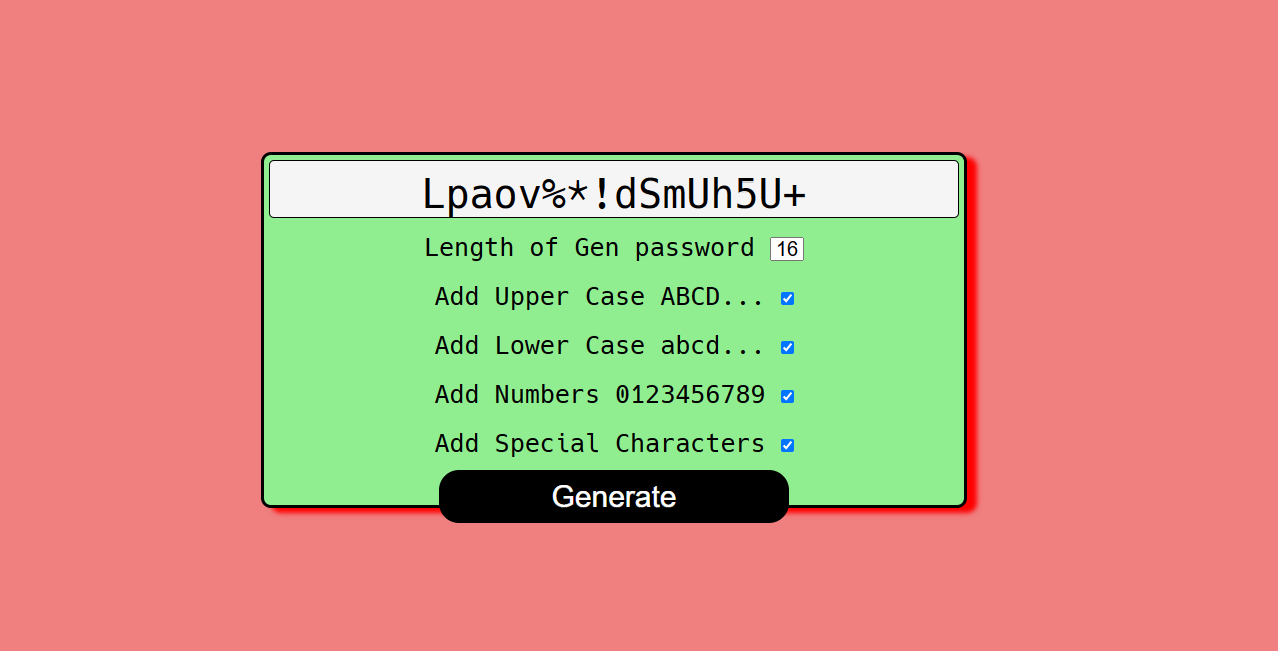 Lpaov%*!dSmUh5U+
Length of Gen password 16
Add Upper Case ABCD...
Add Lower Case abcd...
Add Numbers 0123456789
Add Special Characters
Generate